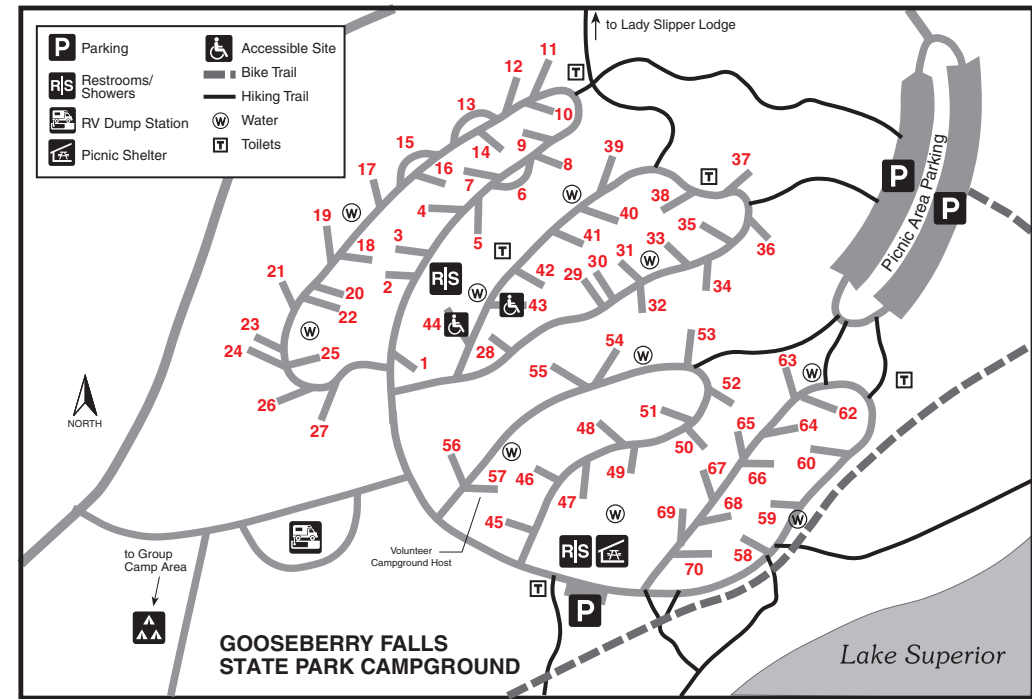 P Parking
R|S Restrooms/
Showers
RV Dump Station
Picnic Shelter
Accessible Site
Bike Trail
Hiking Trail
W Water
T Toilets
to Lady Slipper Lodge
11
12
T
13
10
15
14
9
39
8
16
17
7
6
T
37
38
4
W
19
W
40
35
5
3
41
36
18
T
31
33
30
W
2
R|S
42
29
34
21
20
W
43
22
44
32
23
W
24
25
28
1
26
27
53
54
W
55
63
W
52
T
51
62
48
65
64
56
W
50
60
57
46
49
66
67
47
68
59
W
69
45
W
58
70
R|S
T
P
P
P
Picnic Area Parking
NORTH
to Group
Camp Area
Volunteer
Campground Host
GOOSEBERRY FALLS
STATE PARK CAMPGROUND
Lake Superior